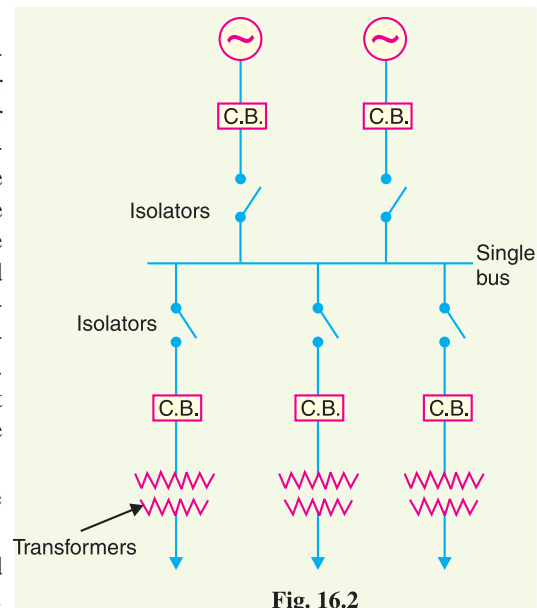 C.B. C.B.
Isolators
Single
bus
Isolators
C.B. C.B. C.B.
Transformers
Fig. 16.2